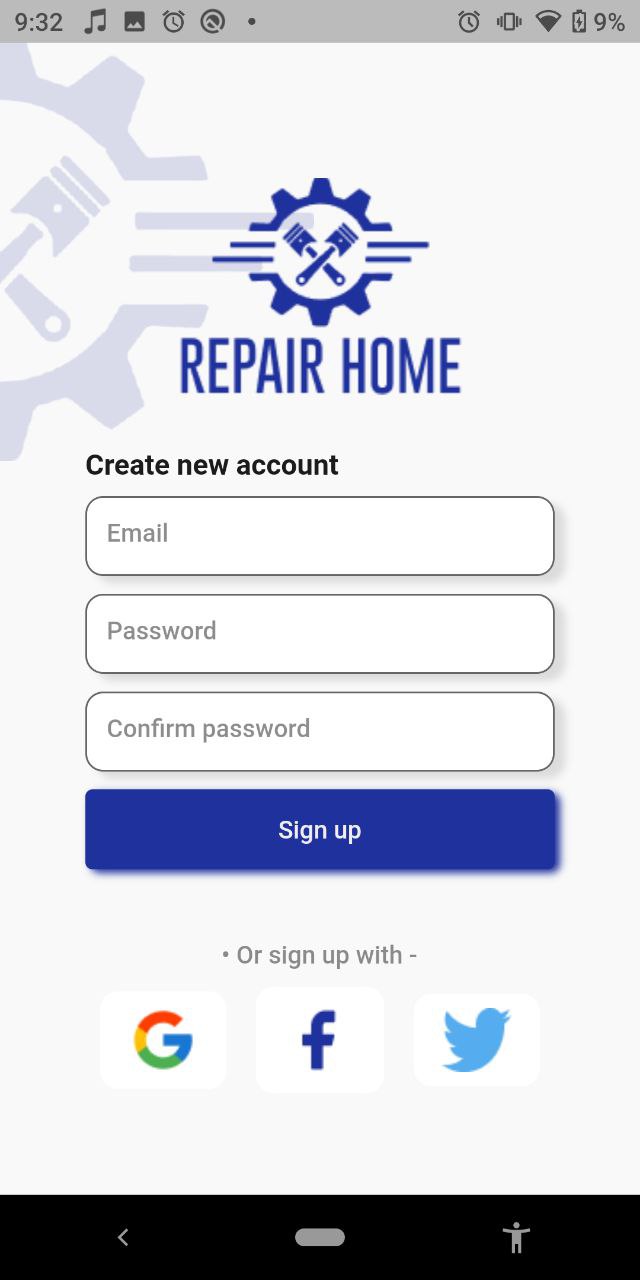 9:32
9%
REPAIR HOME
Create new account
Email
Password
Confirm password
Sign up
• Or sign up with -